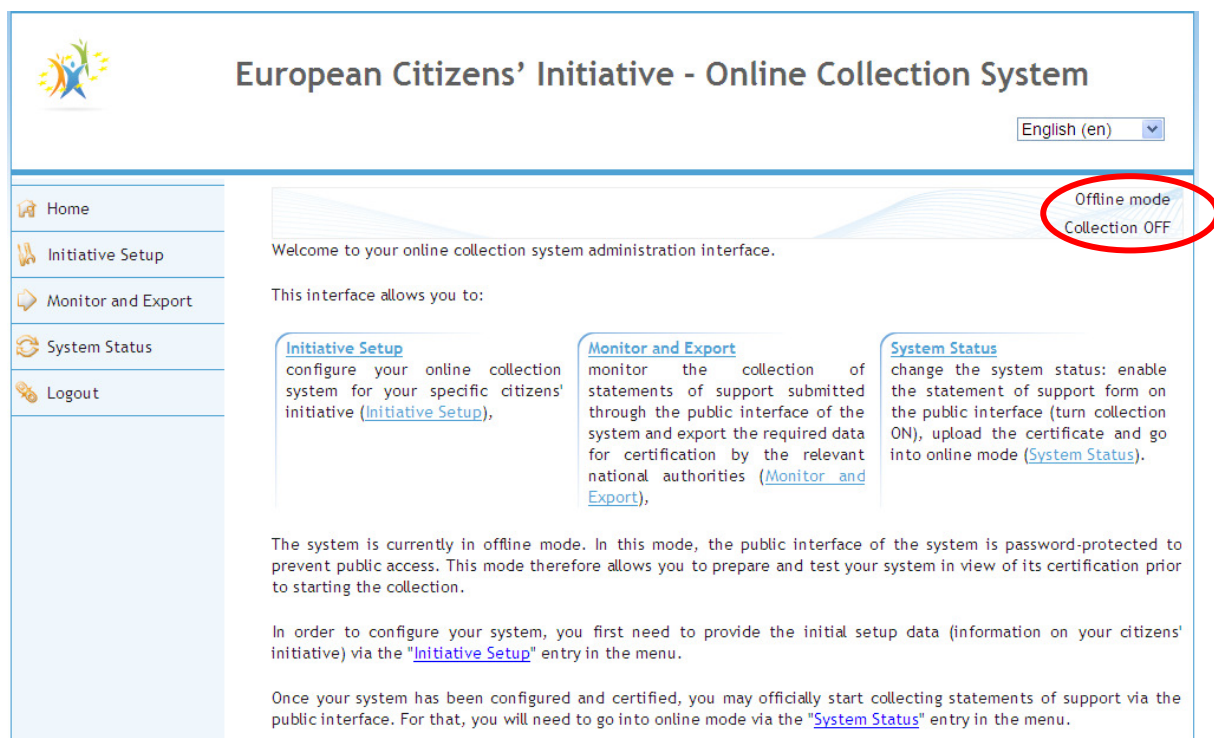 European Citizens' Initiative - Online Collection System
English (en)
Home
Initiative Setup
Monitor and Export
System Status
Logout
Offline mode
Collection OFF
Welcome to your online collection system administration interface.
This interface allows you to:
Initiative Setup
configure your online collection
system for your specific citizens'
initiative (Initiative Setup),
Monitor and Export
monitor the collection of
statements of support submitted
through the public interface of the
system and export the required data
for certification by the relevant
national authorities (Monitor and
Export),
System Status
change the system status: enable
the statement of support form on
the public interface (turn collection
ON), upload the certificate and go
into online mode (System Status).
The system is currently in offline mode. In this mode, the public interface of the system is password-protected to
prevent public access. This mode therefore allows you to prepare and test your system in view of its certification prior
to starting the collection.
In order to configure your system, you first need to provide the initial setup data (information on your citizens'
initiative) via the "Initiative Setup" entry in the menu.
Once your system has been configured and certified, you may officially start collecting statements of support via the
public interface. For that, you will need to go into online mode via the "System Status" entry in the menu.